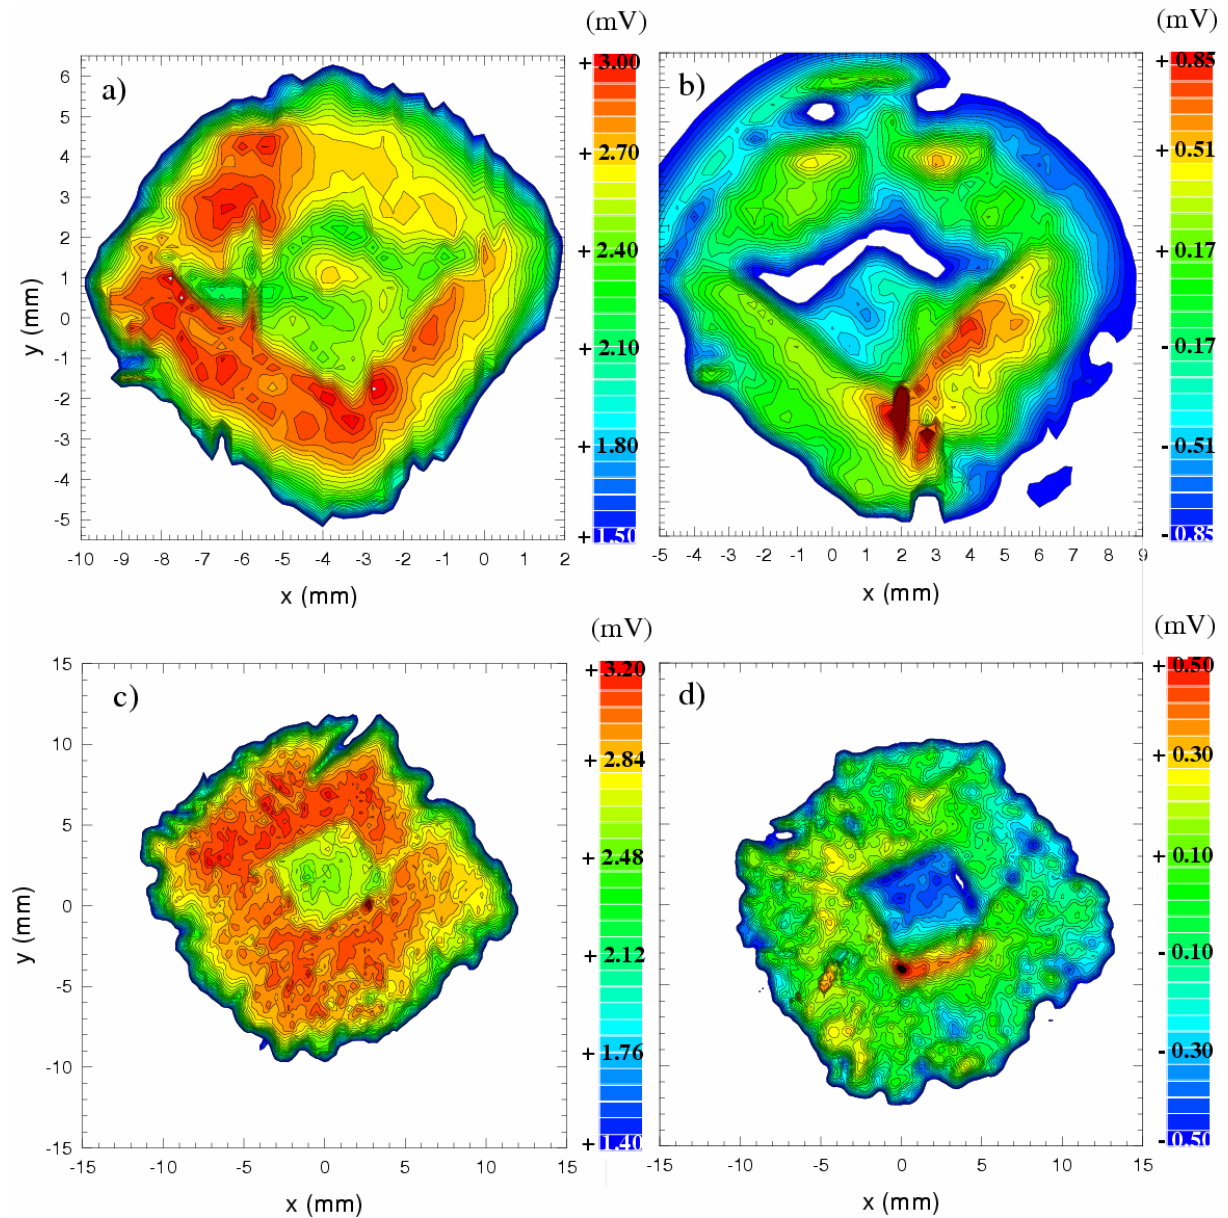 (mV)
(mV)
a)
6
5
4
3
2
1
0
-1
-2
-3
-4
-5
y (mm)
-10 -9 -8 -7 -6 -5 -4 -3 -2 -1 0 1 2
x (mm)
+ 3.00
+ 2.70
+ 2.40
+ 2.10
+ 1.80
+ 1.50
b)
-5 -4 -3 -2 -1 0 1 2 3 4 5 6 7 8 9
x (mm)
+ 0.85
+ 0.51
+ 0.17
- 0.17
- 0.51
- 0.85
(mV)
(mV)
c)
15
10
5
0
-5
-10
-15
y (mm)
-15 -10 -5 0 5 10 15
x (mm)
+ 3.20
+ 2.84
+ 2.48
+ 2.12
+ 1.76
+ 1.40
d)
-15 -10 -5 0 5 10 15
x (mm)
+ 0.50
+ 0.30
+ 0.10
- 0.10
- 0.30
- 0.50